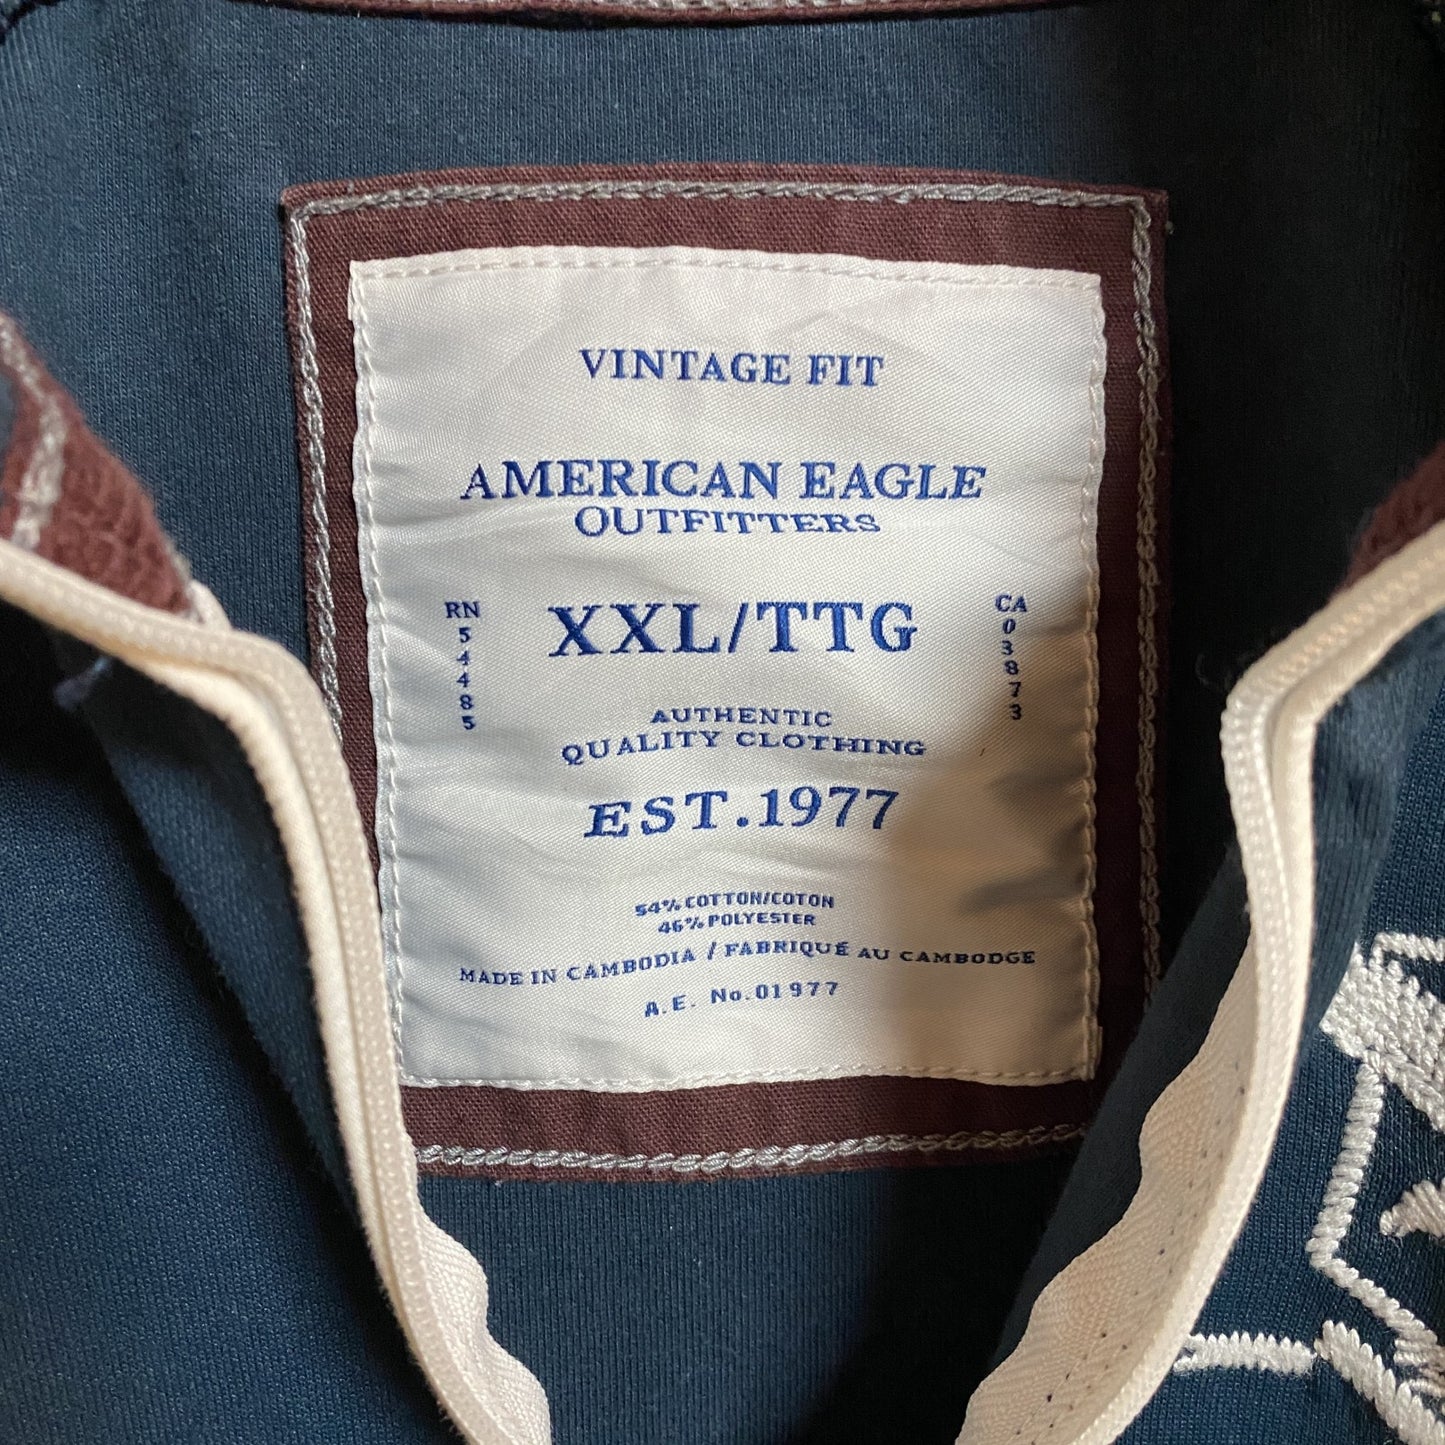 VINTAGE FIT
AMERICAN EAGLE
OUTFITTERS
RN 54485
XXL/TTG
CA 03873
AUTHENTIC
QUALITY CLOTHING
EST.1977
54% COTTON/COTON
46% POLYESTER
MADE IN CAMBODIA / FABRIQUÉ AU CAMBODGE
A.E. No.01977